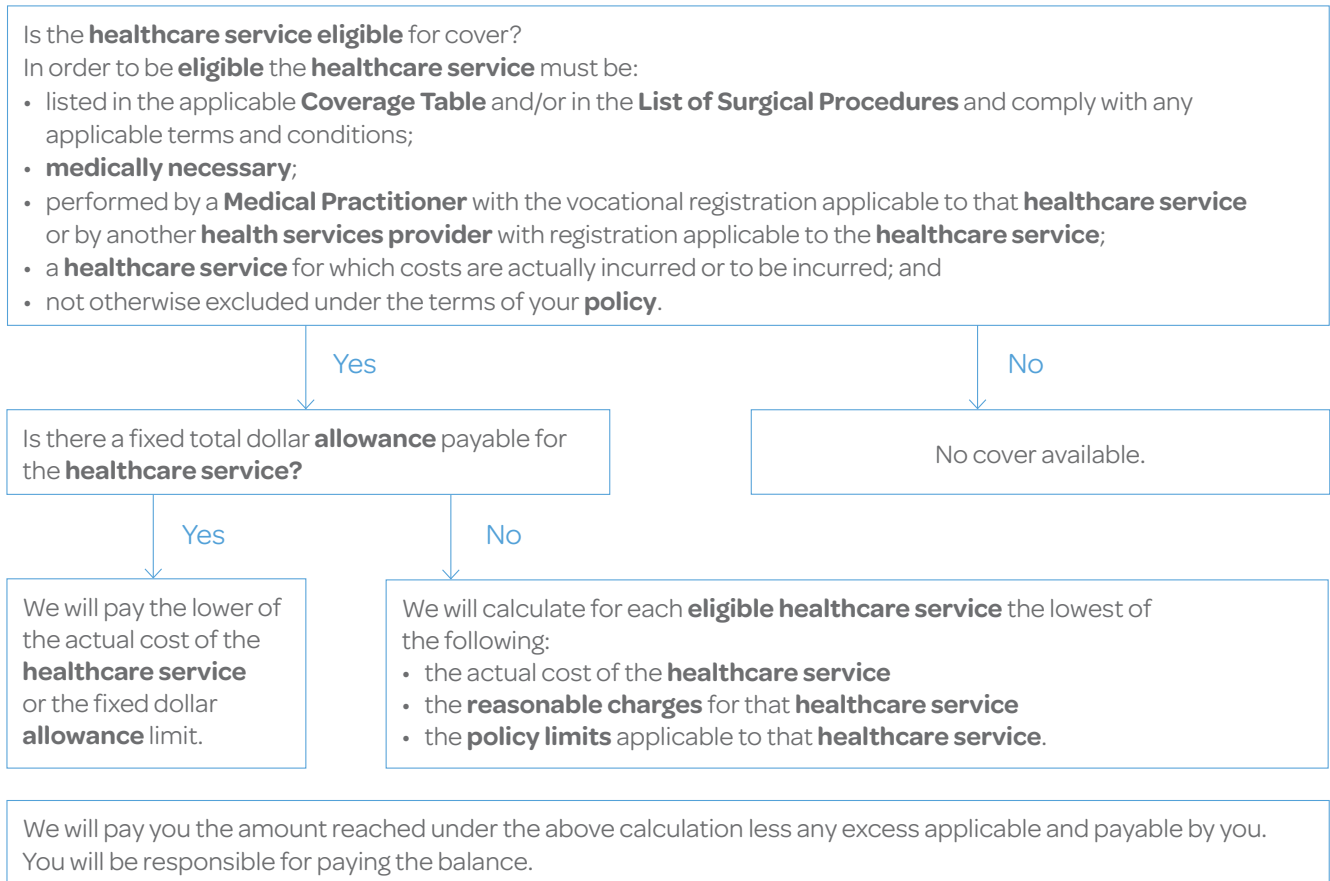 Is the healthcare service eligible for cover?
In order to be eligible the healthcare service must be:
• listed in the applicable Coverage Table and/or in the List of Surgical Procedures and comply with any
applicable terms and conditions;
• medically necessary;
• performed by a Medical Practitioner with the vocational registration applicable to that healthcare service
or by another health services provider with registration applicable to the healthcare service;
• a healthcare service for which costs are actually incurred or to be incurred; and
• not otherwise excluded under the terms of your policy.
Yes
No
Is there a fixed total dollar allowance payable for
the healthcare service?
No cover available.
Yes
No
We will pay the lower of
the actual cost of the
healthcare service
or the fixed dollar
allowance limit.
We will calculate for each eligible healthcare service the lowest of
the following:
• the actual cost of the healthcare service
• the reasonable charges for that healthcare service
• the policy limits applicable to that healthcare service.
We will pay you the amount reached under the above calculation less any excess applicable and payable by you.
You will be responsible for paying the balance.